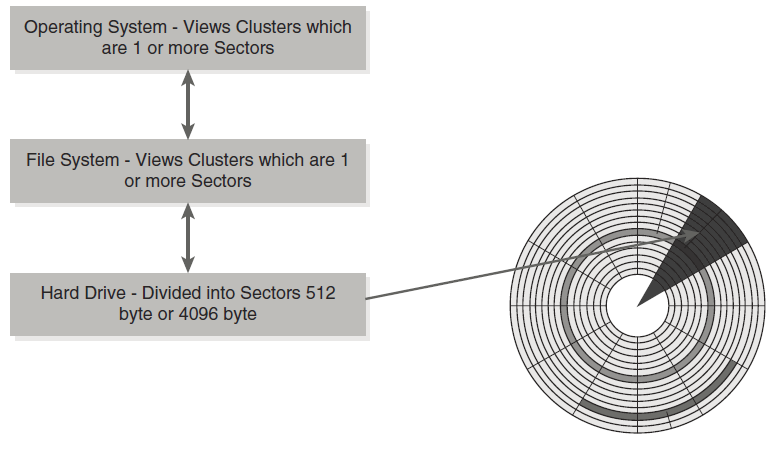 Operating System - Views Clusters which
are 1 or more Sectors
File System - Views Clusters which are 1
or more Sectors
Hard Drive - Divided into Sectors 512
byte or 4096 byte